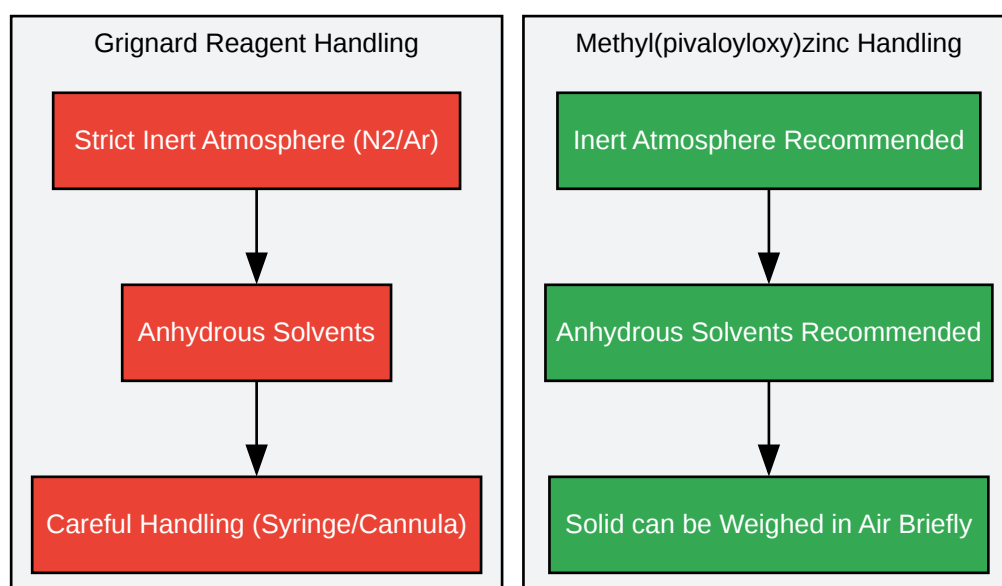 Grignard Reagent Handling
Strict Inert Atmosphere (N2/Ar)
Anhydrous Solvents
Careful Handling (Syringe/Cannula)
Methyl(pivaloyloxy)zinc Handling
Inert Atmosphere Recommended
Anhydrous Solvents Recommended
Solid can be Weighed in Air Briefly